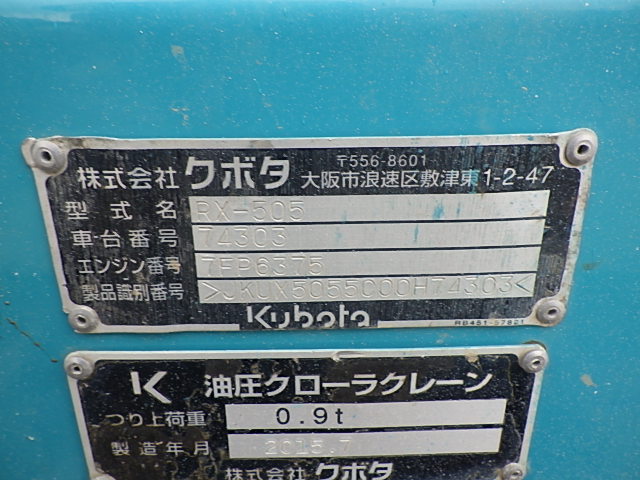 株式会社 クボタ 〒556-8601
大阪市浪速区敷津東1-2-47
型式名 RX-505
車台番号 74303
エンジン番号 7FP6375
製品識別番号 >JKUX5055C00H74303<
Kubota
RB451-57821
K 油圧クローラクレーン
つり上荷重 0.9t
製造年月 2015.7
株式会社 クボタ